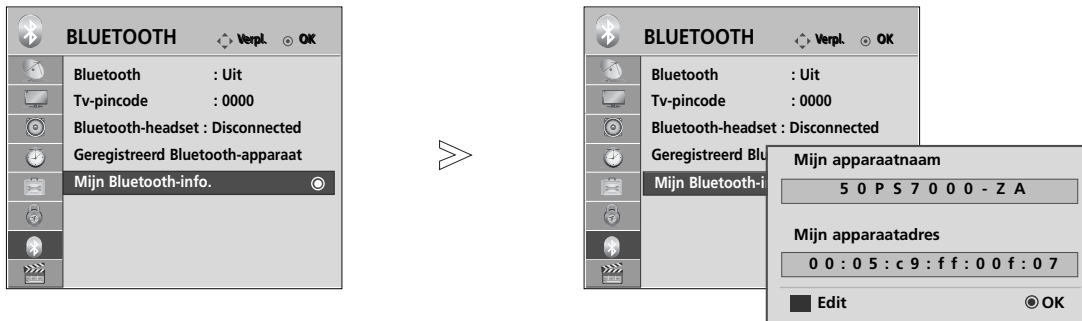 BLUETOOTH Verpl. OK
Bluetooth : Uit
Tv-pincode : 0000
Bluetooth-headset : Disconnected
Geregistreerd Bluetooth-apparaat
Mijn Bluetooth-info.
BLUETOOTH Verpl. OK
Bluetooth : Uit
Tv-pincode : 0000
Bluetooth-headset : Disconnected
Geregistreerd Blu
Mijn Bluetooth-i
Mijn apparaatnaam
50PS7000-ZA
Mijn apparaatadres
00:05:c9:ff:00f:07
Edit OK